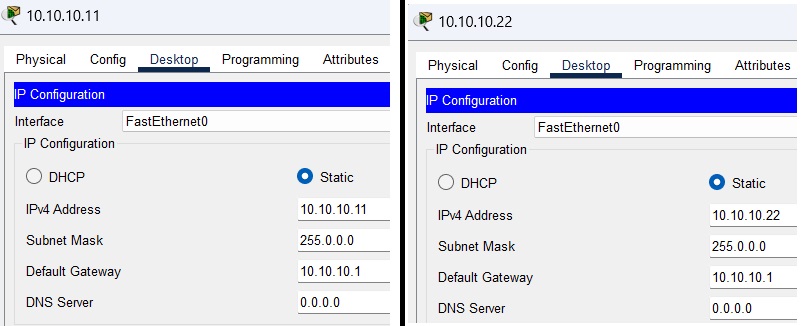 10.10.10.11
Physical Config Desktop Programming Attributes
IP Configuration
Interface FastEthernet0
IP Configuration
DHCP Static
IPv4 Address 10.10.10.11
Subnet Mask 255.0.0.0
Default Gateway 10.10.10.1
DNS Server 0.0.0.0
10.10.10.22
Physical Config Desktop Programming Attributes
IP Configuration
Interface FastEthernet0
IP Configuration
DHCP Static
IPv4 Address 10.10.10.22
Subnet Mask 255.0.0.0
Default Gateway 10.10.10.1
DNS Server 0.0.0.0